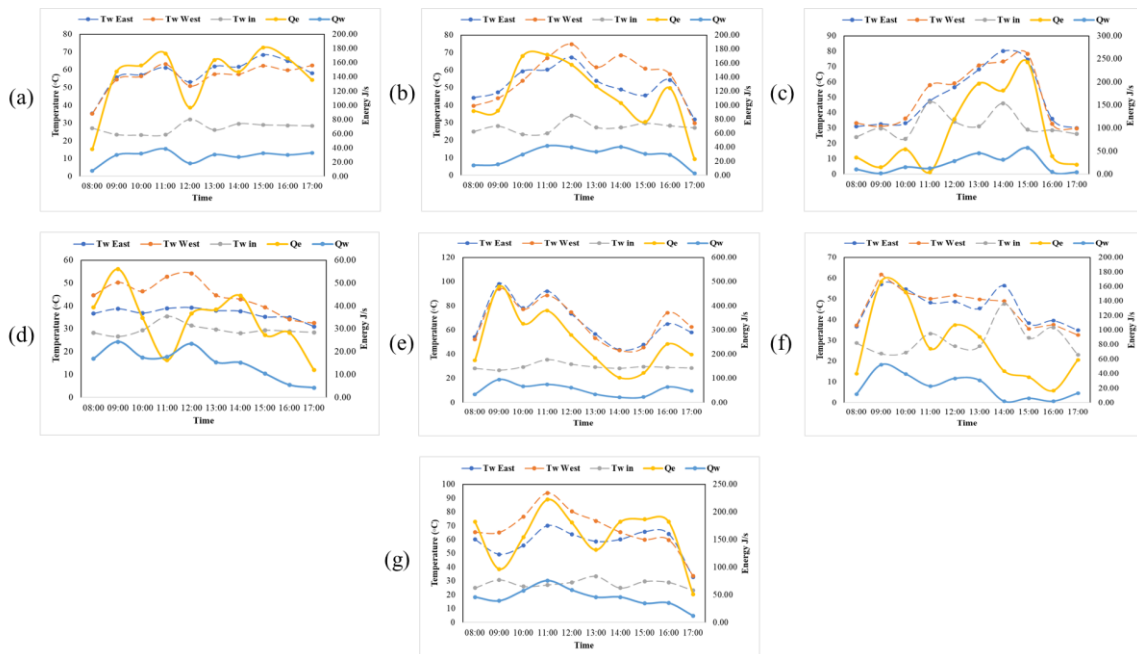 (a)
Tw East Tw West Tw in Qe Qw
Temperature (◦C)
80
70
60
50
40
30
20
10
0
200.00
180.00
160.00
140.00
120.00
100.00
80.00
60.00
40.00
20.00
0.00
Energy J/s
08:00 09:00 10:00 11:00 12:00 13:00 14:00 15:00 16:00 17:00
Time
(b)
Tw East Tw West Tw in Qe Qw
Temperature (◦C)
80
70
60
50
40
30
20
10
0
200.00
180.00
160.00
140.00
120.00
100.00
80.00
60.00
40.00
20.00
0.00
Energy J/s
08:00 09:00 10:00 11:00 12:00 13:00 14:00 15:00 16:00 17:00
Time
(c)
Tw East Tw West Tw in Qe Qw
Temperature (◦C)
90
80
70
60
50
40
30
20
10
0
300.00
250.00
200.00
150.00
100.00
50.00
0.00
Energy J/s
08:00 09:00 10:00 11:00 12:00 13:00 14:00 15:00 16:00 17:00
Time
(d)
Tw East Tw West Tw in Qe Qw
Temperature (◦C)
60
50
40
30
20
10
0
60.00
50.00
40.00
30.00
20.00
10.00
0.00
Energy J/s
08:00 09:00 10:00 11:00 12:00 13:00 14:00 15:00 16:00 17:00
Time
(e)
Tw East Tw West Tw in Qe Qw
Temperature (◦C)
120
100
80
60
40
20
0
600.00
500.00
400.00
300.00
200.00
100.00
0.00
Energy J/s
08:00 09:00 10:00 11:00 12:00 13:00 14:00 15:00 16:00 17:00
Time
(f)
Tw East Tw West Tw in Qe Qw
Temperature (◦C)
70
60
50
40
30
20
10
0
200.00
180.00
160.00
140.00
120.00
100.00
80.00
60.00
40.00
20.00
0.00
Energy J/s
08:00 09:00 10:00 11:00 12:00 13:00 14:00 15:00 16:00 17:00
Time
(g)
Tw East Tw West Tw in Qe Qw
Temperature (◦C)
100
90
80
70
60
50
40
30
20
10
0
250.00
200.00
150.00
100.00
50.00
0.00
Energy J/s
08:00 09:00 10:00 11:00 12:00 13:00 14:00 15:00 16:00 17:00
Time